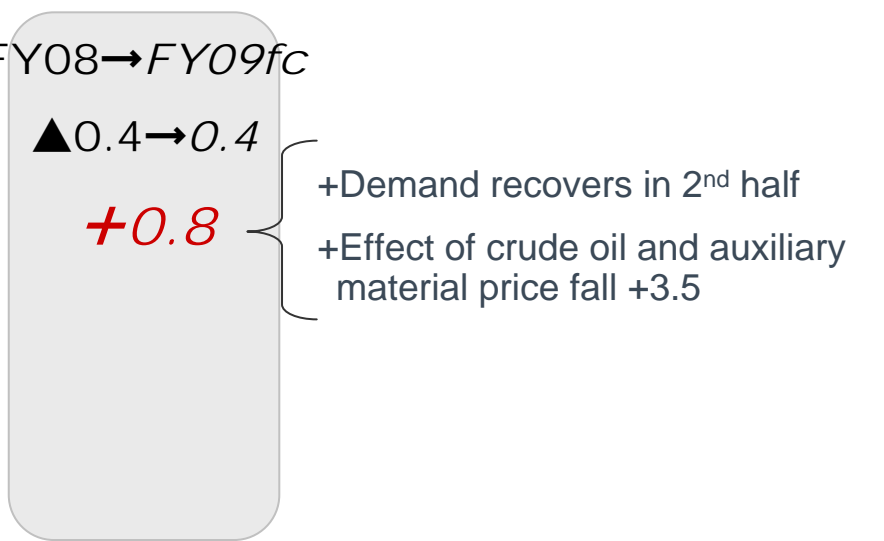 FY08→FY09fc
▲0.4→0.4
+0.8
+Demand recovers in 2nd half
+Effect of crude oil and auxiliary
material price fall +3.5